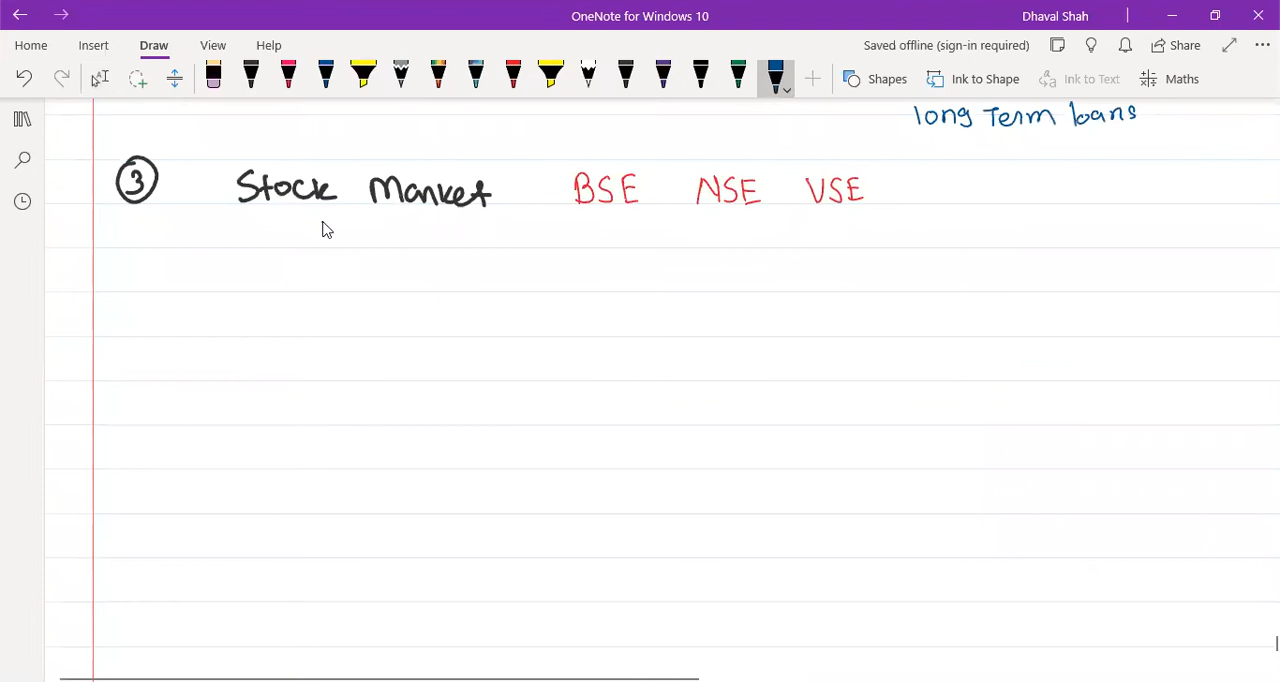 OneNote for Windows 10
Dhaval Shah
Home Insert Draw View Help
Saved offline (sign-in required)
Share
Shapes Ink to Shape Ink to Text Maths
long Term loans
3 Stock Market BSE NSE VSE